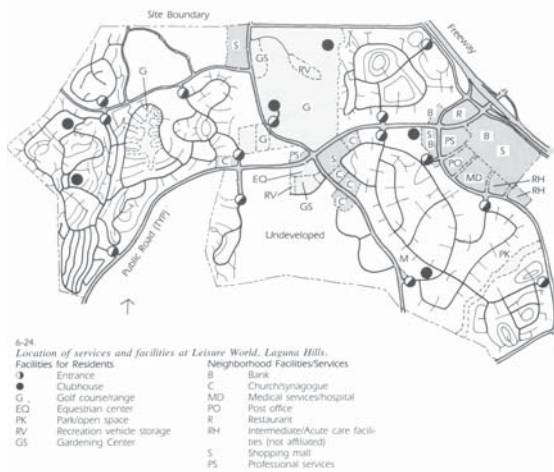 Site Boundary
Freeway
S
GS
RV
G
G
B
R
B
S
PS
S
B
PO
MD
RH
RH
G
C
PS
C
S
C
C
C
EQ
RV
GS
Undeveloped
Public Road (TYP)
M
PK
6-24.
Location of services and facilities at Leisure World, Laguna Hills.
Facilities for Residents
Entrance
Clubhouse
G Golf course/range
EQ Equestrian center
PK Park/open space
RV Recreation vehicle storage
GS Gardening Center
Neighborhood Facilities/Services
B Bank
C Church/synagogue
MD Medical services/hospital
PO Post office
R Restaurant
RH Intermediate/Acute care facili-
ties (not affiliated)
S Shopping mall
PS Professional services